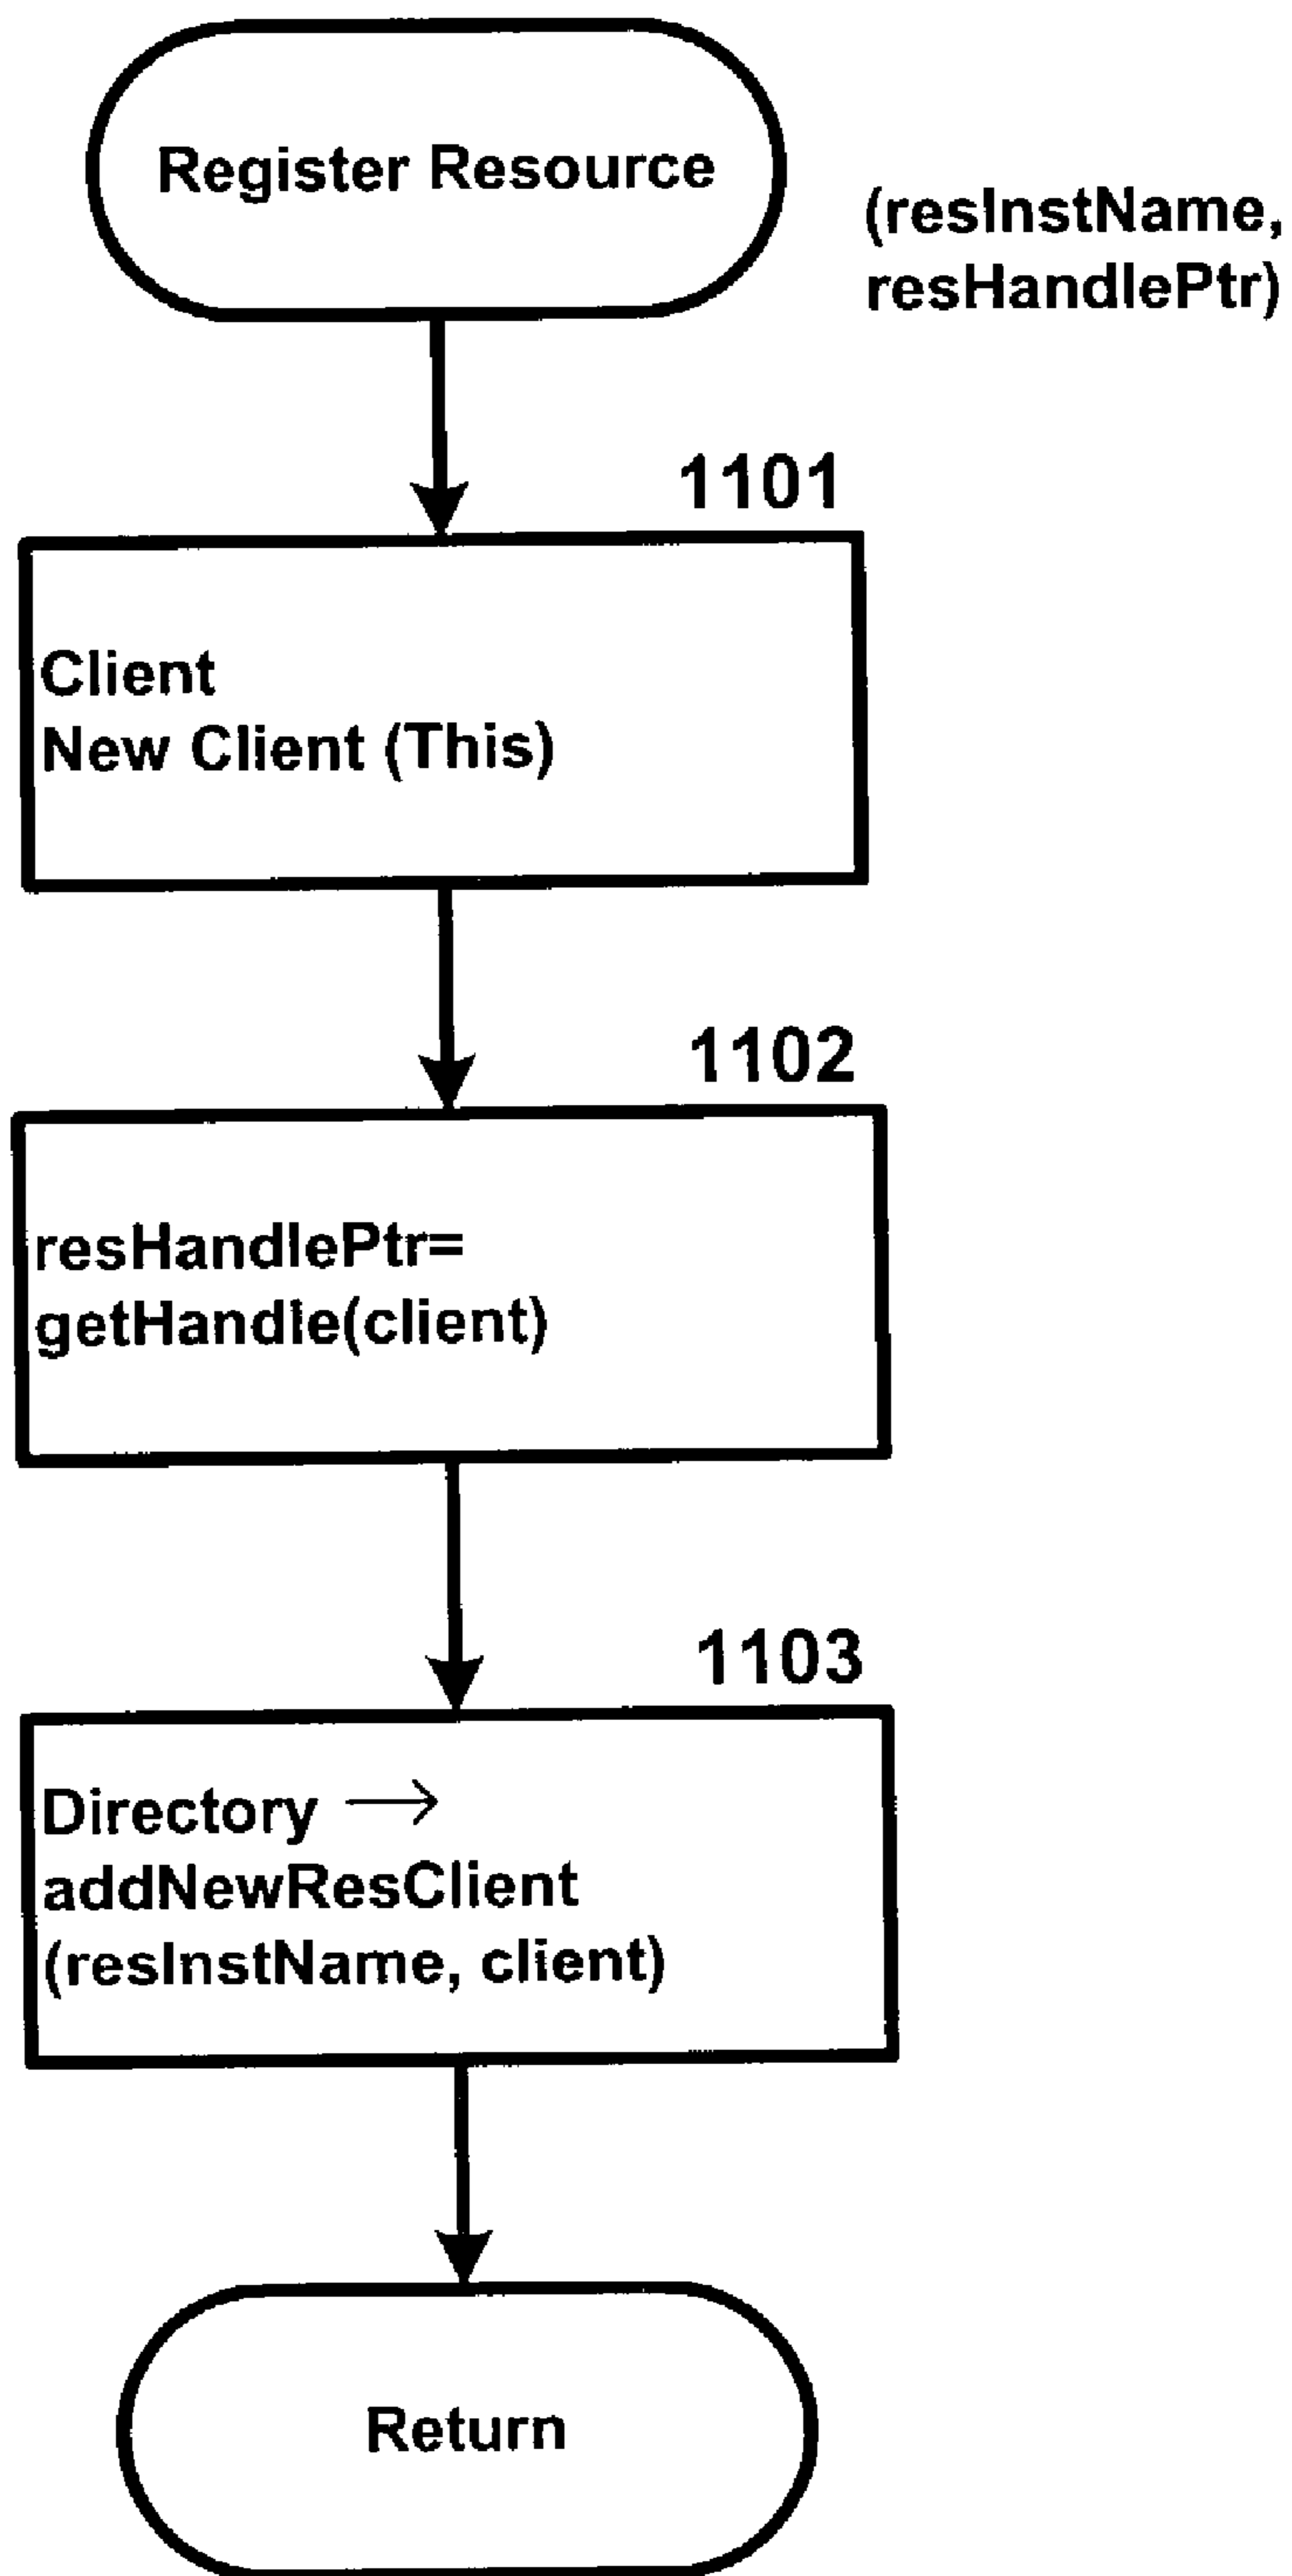 Register Resource
(resInstName,
resHandlePtr)
1101
Client
New Client (This)
1102
resHandlePtr=
getHandle(client)
1103
Directory →
addNewResClient
(resInstName, client)
Return